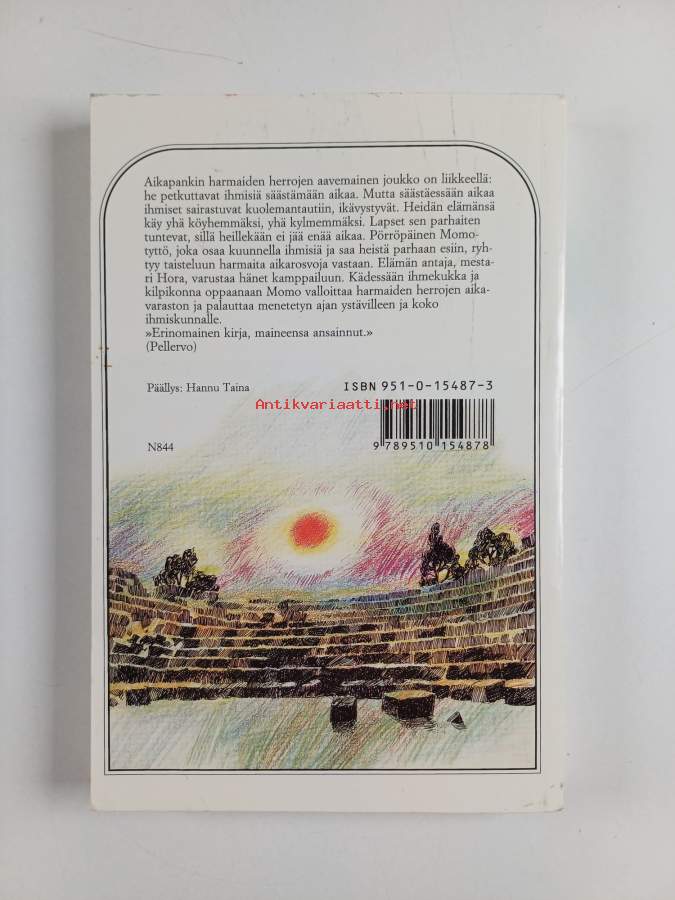 Aikapankin harmaiden herrojen aavemainen joukko on liikkeellä:
he petkuttavat ihmisiä säästämään aikaa. Mutta säästäessään aikaa
ihmiset sairastuvat kuolemantautiin, ikävystyvät. Heidän elämänsä
käy yhä köyhemmäksi, yhä kylmemmäksi. Lapset sen parhaiten
tuntevat, sillä heillekään ei jää enää aikaa. Pörröpäinen Momo-
tyttö, joka osaa kuunnella ihmisiä ja saa heistä parhaan esiin, ryh-
tyy taisteluun harmaita aikarosvoja vastaan. Elämän antaja, mesta-
ri Hora, varustaa hänet kamppailuun. Kädessään ihmekukka ja
kilpikonna oppaanaan Momo valloittaa harmaiden herrojen aika-
varaston ja palauttaa menetetyn ajan ystävilleen ja koko
ihmiskunnalle.
»Erinomainen kirja, maineensa ansainnut.»
(Pellervo)
Päällys: Hannu Taina
ISBN 951-0-15487-3
Antikvariaatti.net
N844
9 789510 154878